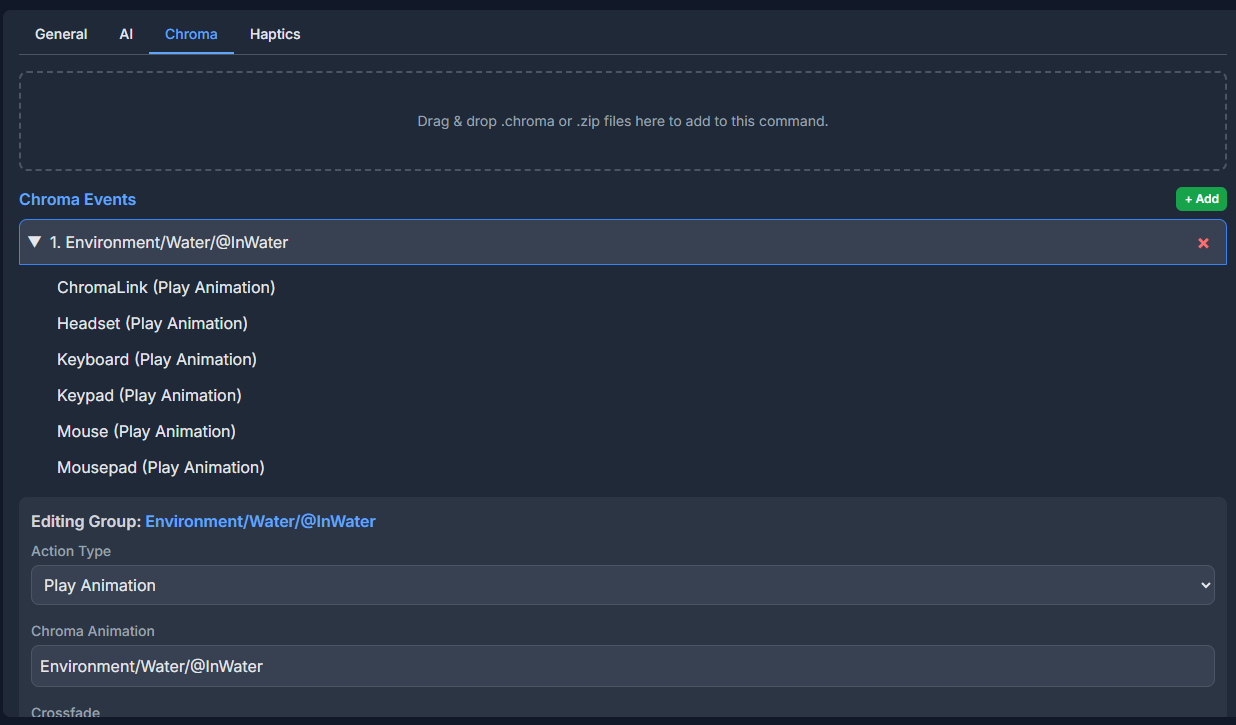 General AI Chroma Haptics
Drag & drop .chroma or .zip files here to add to this command.
Chroma Events + Add
▼ 1. Environment/Water/@InWater ×
ChromaLink (Play Animation)
Headset (Play Animation)
Keyboard (Play Animation)
Keypad (Play Animation)
Mouse (Play Animation)
Mousepad (Play Animation)
Editing Group: Environment/Water/@InWater
Action Type
Play Animation
Chroma Animation
Environment/Water/@InWater
Crossfade